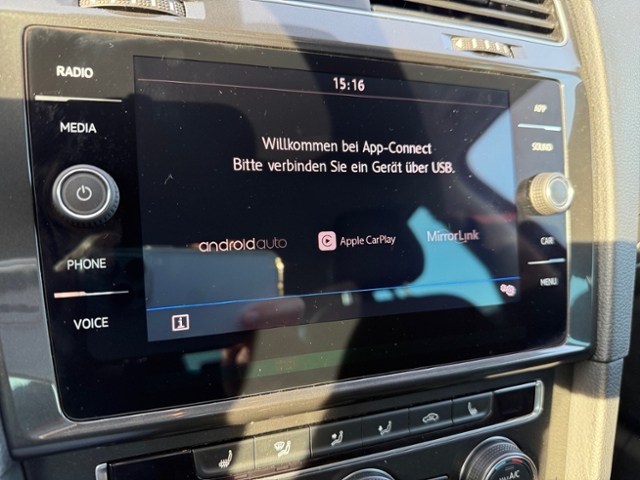 RADIO
MEDIA
PHONE
VOICE
15:16
Willkommen bei App-Connect
Bitte verbinden Sie ein Gerät über USB.
androidauto
Apple CarPlay
MirrorLink
i
APP
SOUND
CAR
MENU
A/C